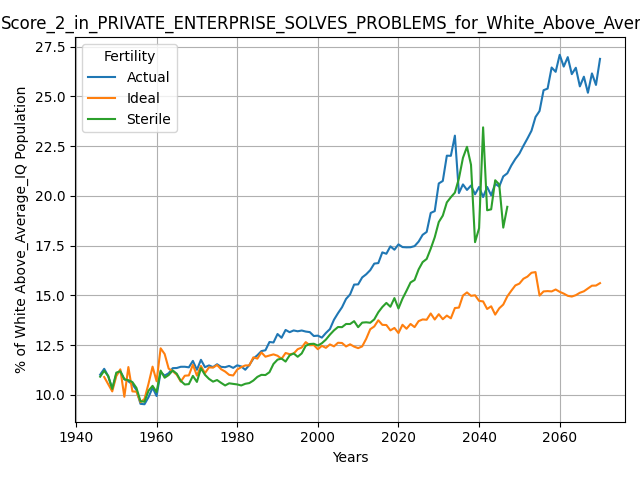 Score_2_in_PRIVATE_ENTERPRISE_SOLVES_PROBLEMS_for_White_Above_Aver
Fertility
Actual
Ideal
Sterile
% of White Above_Average_IQ Population
27.5
25.0
22.5
20.0
17.5
15.0
12.5
10.0
1940
1960
1980
2000
2020
2040
2060
Years